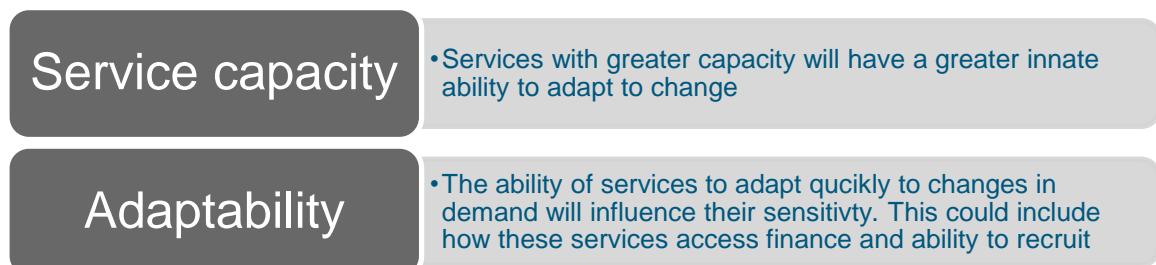 Service capacity
•Services with greater capacity will have a greater innate
ability to adapt to change
Adaptability
•The ability of services to adapt qucikly to changes in
demand will influence their sensitivty. This could include
how these services access finance and ability to recruit